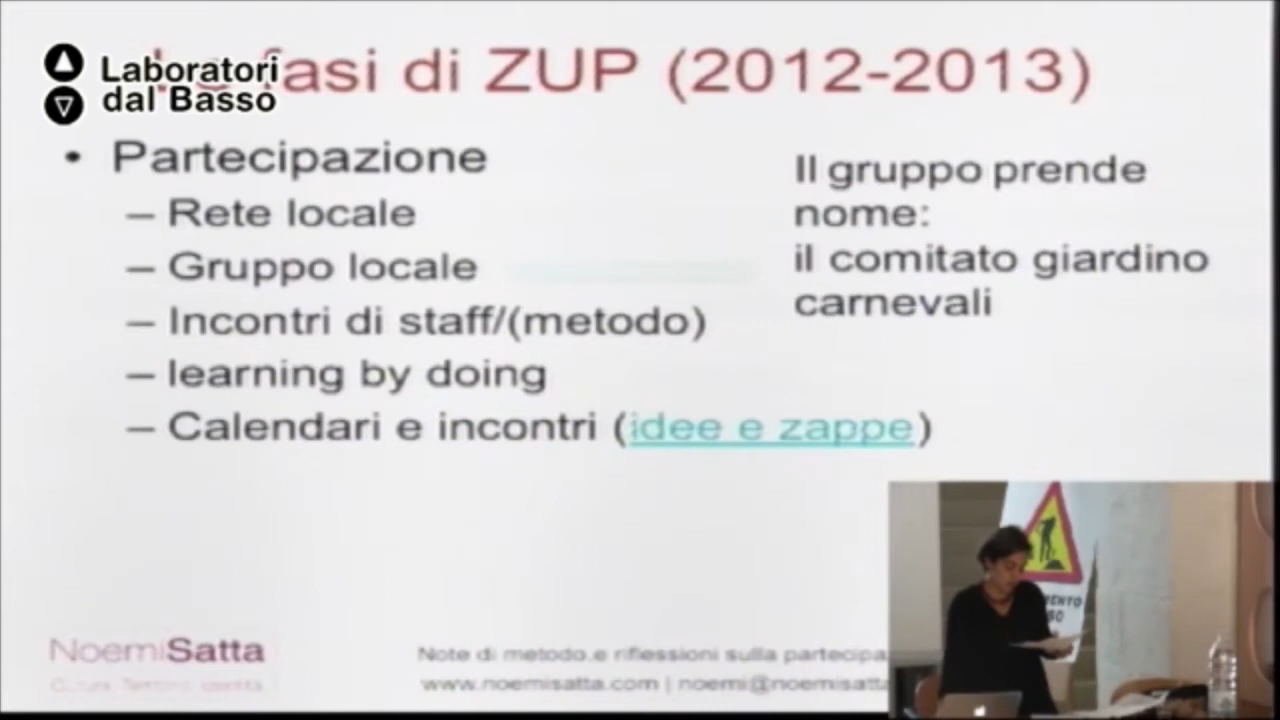 Laboratori
dal Basso
fasi di ZUP (2012-2013)
• Partecipazione
– Rete locale
– Gruppo locale
– Incontri di staff/(metodo)
– learning by doing
– Calendari e incontri (idee e zappe)
Il gruppo prende
nome:
il comitato giardino
carnevali
NoemiSatta
Note di metodo e riflessioni sulla partecipa
www.noemisatta.com | noemi@noemisatta